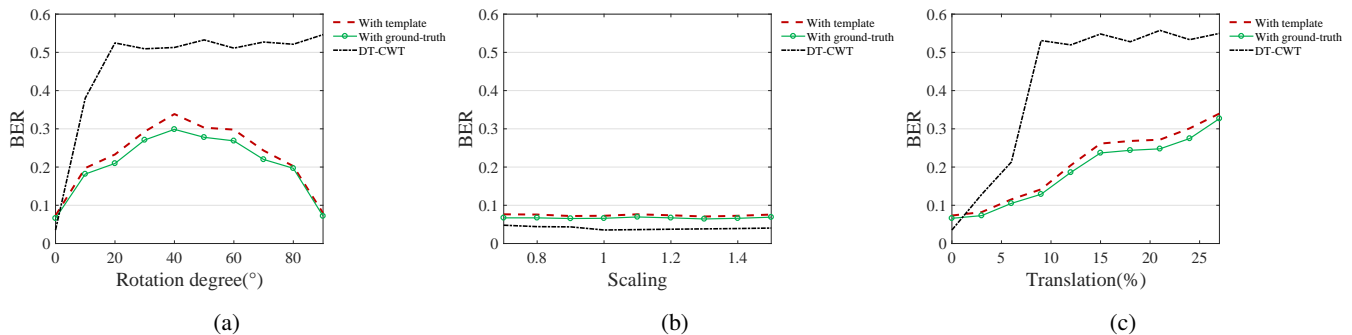 0.6
0.5
0.4
0.3
0.2
0.1
0
BER
0 20 40 60 80
Rotation degree(°)
With template
With ground-truth
DT-CWT
(a)
0.6
0.5
0.4
0.3
0.2
0.1
0
BER
0.8 1 1.2 1.4
Scaling
With template
With ground-truth
DT-CWT
(b)
0.6
0.5
0.4
0.3
0.2
0.1
0
BER
0 5 10 15 20 25
Translation(%)
With template
With ground-truth
DT-CWT
(c)